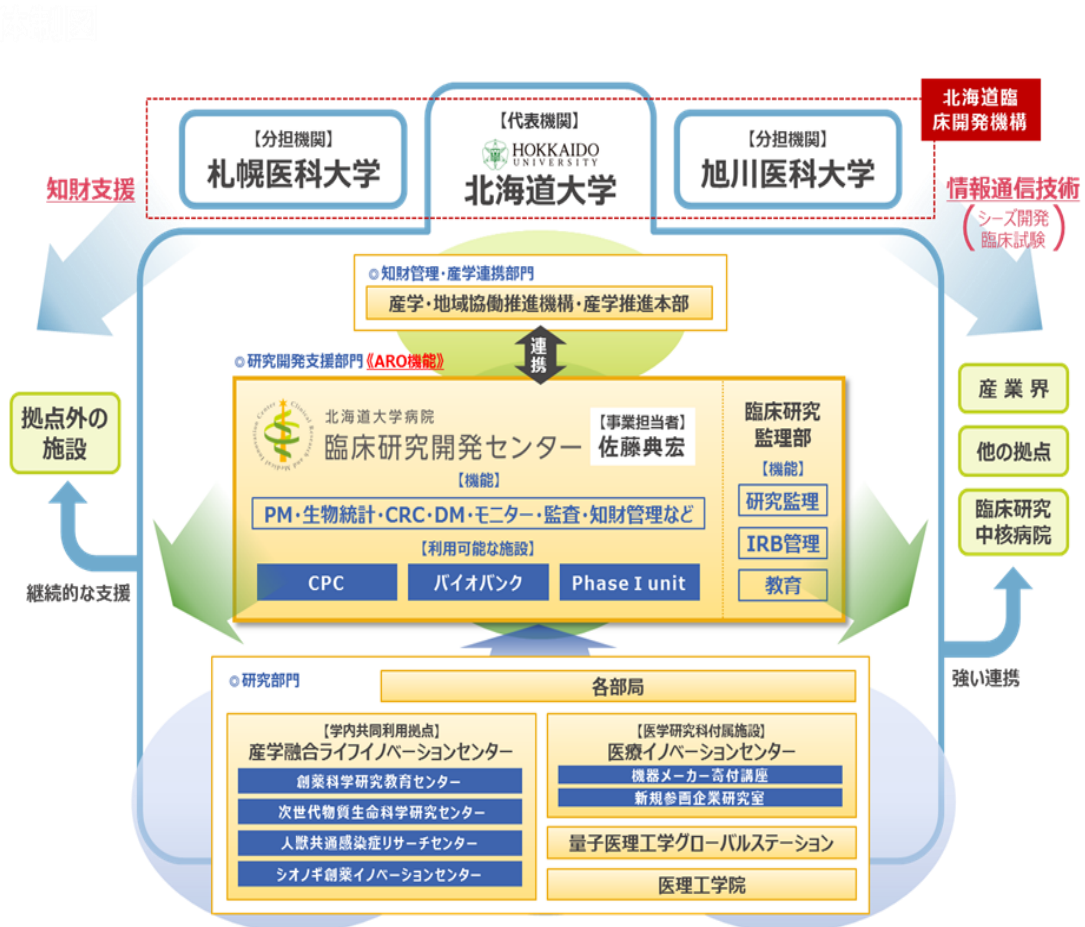 北海道臨
床開発機構
【分担機関】
札幌医科大学
【代表機関】
HOKKAIDO
UNIVERSITY
北海道大学
【分担機関】
旭川医科大学
知財支援
情報通信技術
(シーズ開発
臨床試験)
◎知財管理・産学連携部門
産学・地域協働推進機構・産学推進本部
連携
◎研究開発支援部門《ARO機能》
拠点外の
施設
継続的な支援
北海道大学病院
臨床研究開発センター
【事業担当者】
佐藤典宏
【機能】
PM・生物統計・CRC・DM・モニター・監査・知財管理など
【利用可能な施設】
CPC
バイオバンク
Phase I unit
臨床研究
監理部
【機能】
研究監理
IRB管理
教育
産業界
他の拠点
臨床研究
中核病院
強い連携
◎研究部門
各部局
【学内共同利用拠点】
産学融合ライフイノベーションセンター
創薬科学研究教育センター
次世代物質生命科学研究センター
人獣共通感染症リサーチセンター
シオノギ創薬イノベーションセンター
【医学研究科付属施設】
医療イノベーションセンター
機器メーカー寄付講座
新規参画企業研究室
量子医理工学グローバルステーション
医理工学院